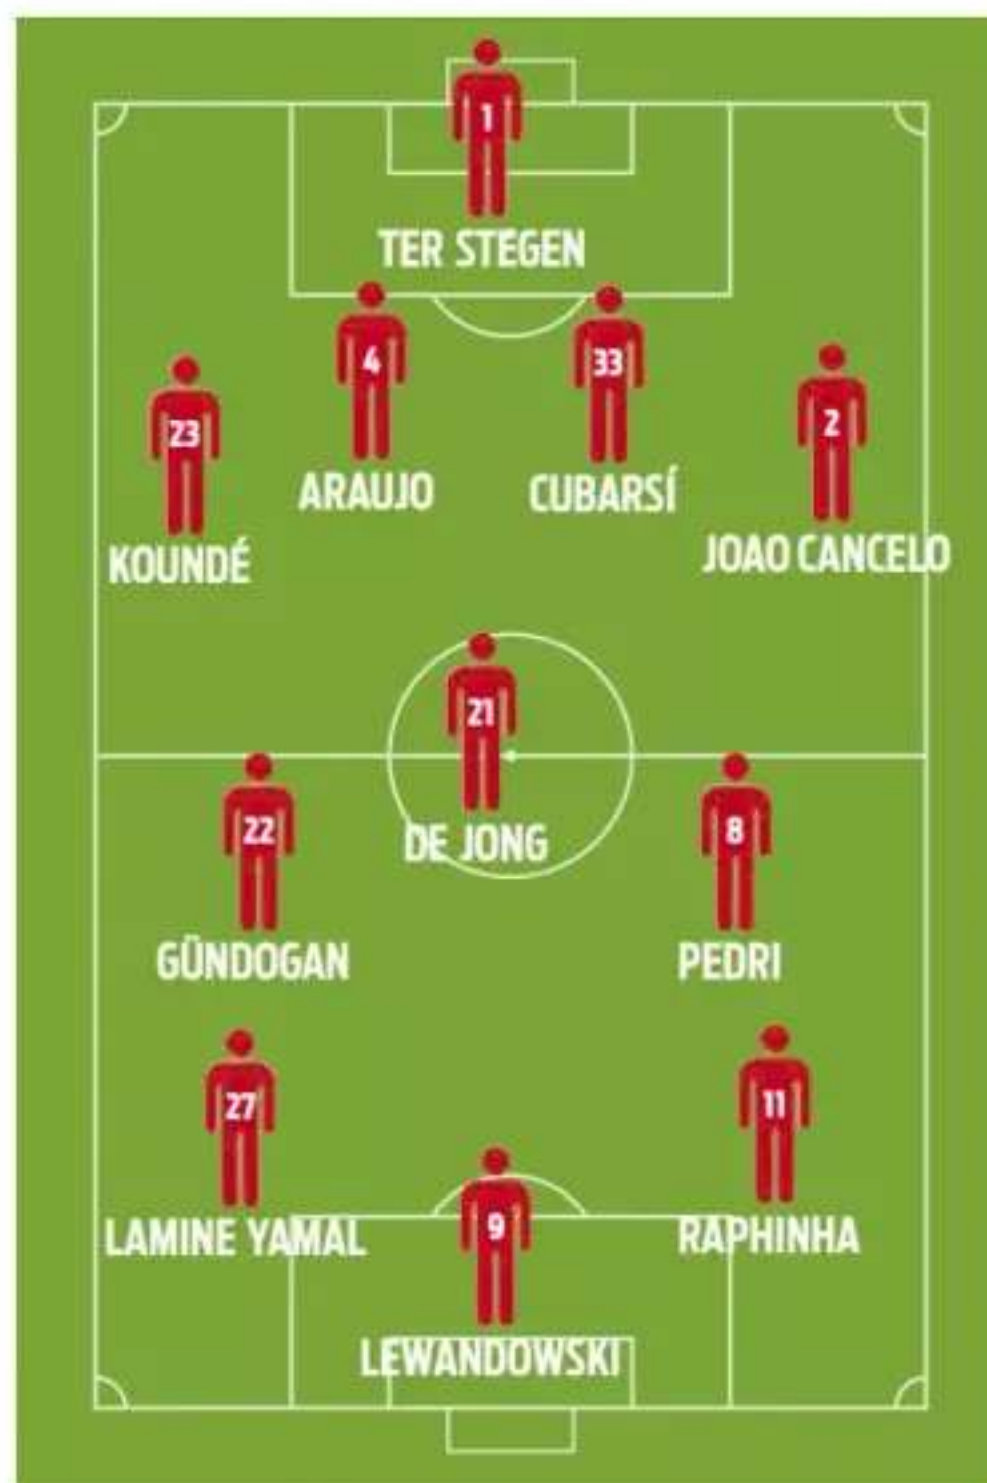 1
TER STEGEN
4
33
23
2
ARAUJO
CUBARSÍ
KOUNDÉ
JOAO CANCELO
21
22
DE JONG
8
GÜNDOGAN
PEDRI
27
11
LAMINE YAMAL
9
RAPHINHA
LEWANDOWSKI